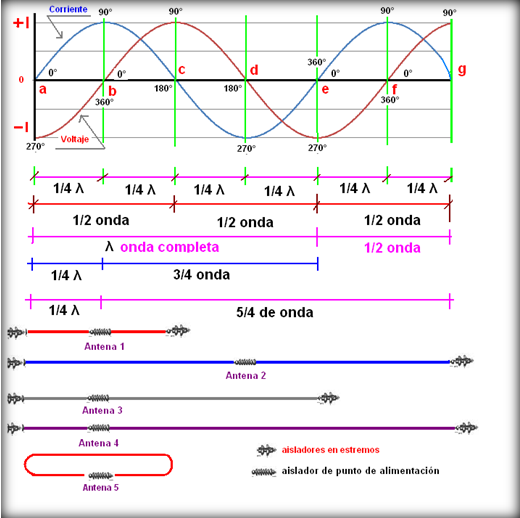 Corriente 90° 90° 90°
+I
360°
0° 0° 0° 0° g
0 a b c d e f
360° 180° 180° 360°
−I Voltaje
270° 270° 270°
1/4 λ 1/4 λ 1/4 λ 1/4 λ 1/4 λ 1/4 λ
1/2 onda 1/2 onda 1/2 onda
λ onda completa 1/2 onda
1/4 λ 3/4 onda
1/4 λ 5/4 de onda
Antena 1
Antena 2
Antena 3
Antena 4
aisladores en estremos
aislador de punto de alimentación
Antena 5